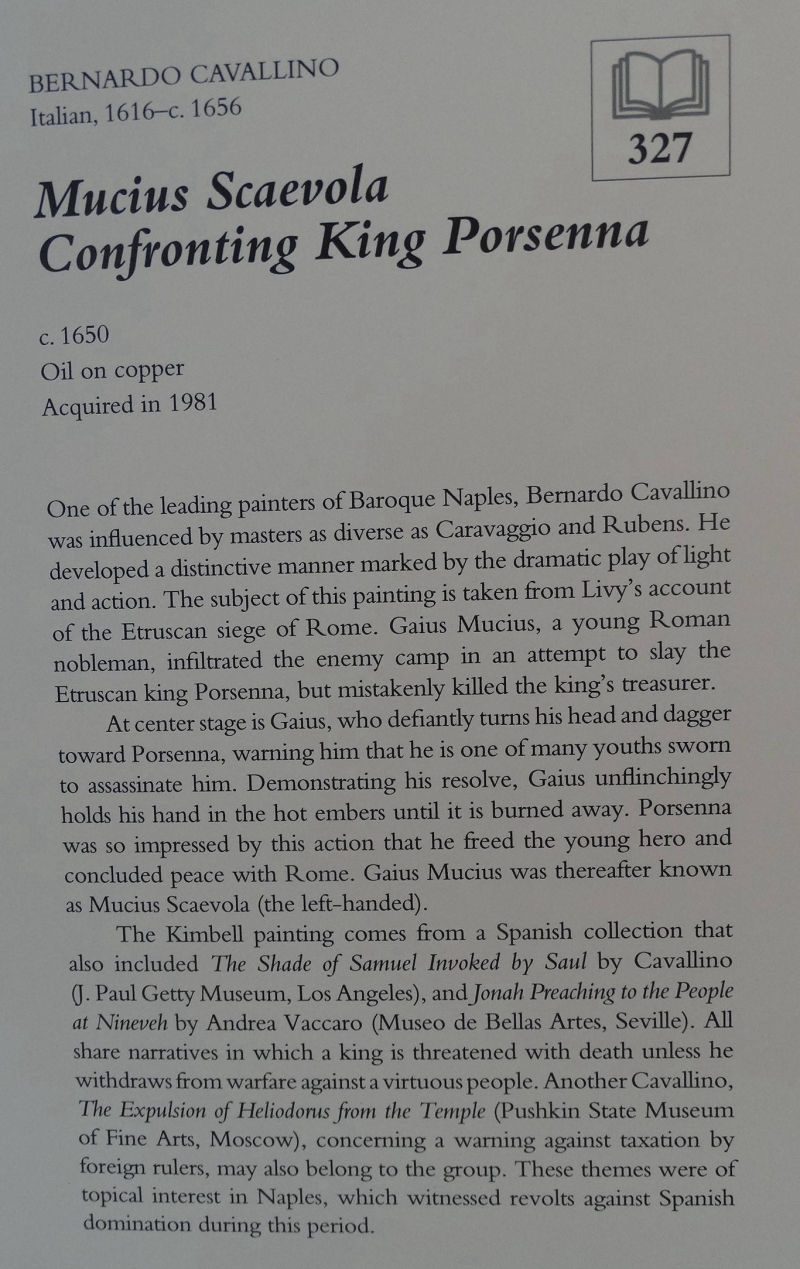 BERNARDO CAVALLINO
Italian, 1616–c. 1656
327
Mucius Scaevola
Confronting King Porsenna
c. 1650
Oil on copper
Acquired in 1981
One of the leading painters of Baroque Naples, Bernardo Cavallino
was influenced by masters as diverse as Caravaggio and Rubens. He
developed a distinctive manner marked by the dramatic play of light
and action. The subject of this painting is taken from Livy's account
of the Etruscan siege of Rome. Gaius Mucius, a young Roman
nobleman, infiltrated the enemy camp in an attempt to slay the
Etruscan king Porsenna, but mistakenly killed the king's treasurer.
At center stage is Gaius, who defiantly turns his head and dagger
toward Porsenna, warning him that he is one of many youths sworn
to assassinate him. Demonstrating his resolve, Gaius unflinchingly
holds his hand in the hot embers until it is burned away. Porsenna
was so impressed by this action that he freed the young hero and
concluded peace with Rome. Gaius Mucius was thereafter known
as Mucius Scaevola (the left-handed).
The Kimbell painting comes from a Spanish collection that
also included The Shade of Samuel Invoked by Saul by Cavallino
(J. Paul Getty Museum, Los Angeles), and Jonah Preaching to the People
at Nineveh by Andrea Vaccaro (Museo de Bellas Artes, Seville). All
share narratives in which a king is threatened with death unless he
withdraws from warfare against a virtuous people. Another Cavallino,
The Expulsion of Heliodorus from the Temple (Pushkin State Museum
of Fine Arts, Moscow), concerning a warning against taxation by
foreign rulers, may also belong to the group. These themes were of
topical interest in Naples, which witnessed revolts against Spanish
domination during this period.